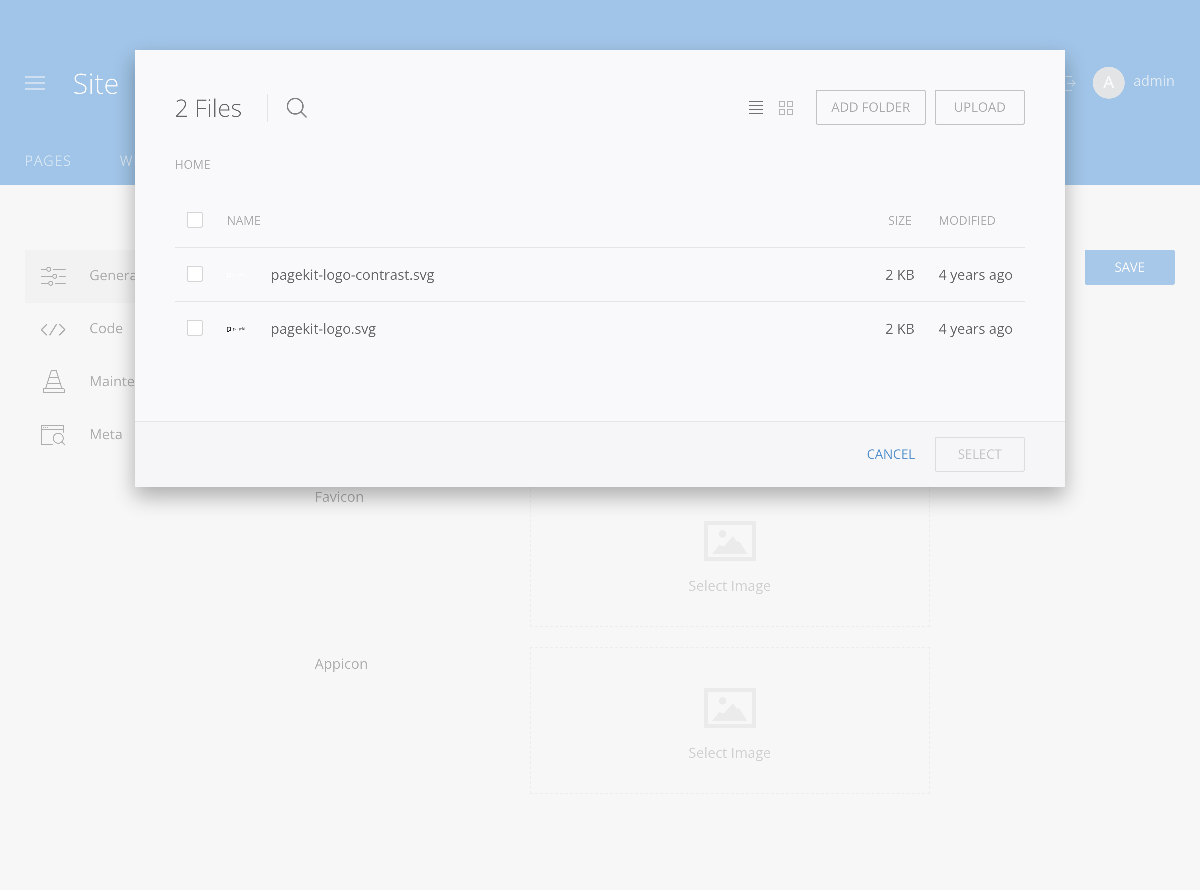 Site
A admin
PAGES W
2 Files
ADD FOLDER UPLOAD
HOME
NAME SIZE MODIFIED
pagekit-logo-contrast.svg 2 KB 4 years ago
pagekit-logo.svg 2 KB 4 years ago
CANCEL SELECT
Genera
SAVE
Code
Mainte
Meta
Favicon
Select Image
Appicon
Select Image